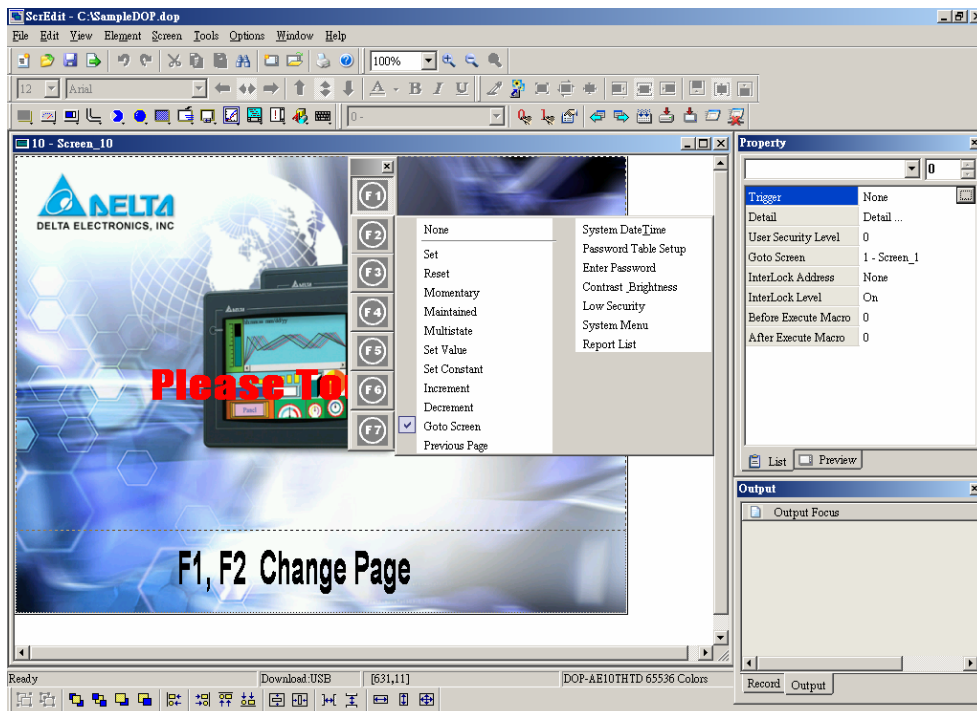 ScrEdit - C:\SampleDOP.dop
File Edit View Element Screen Tools Options Window Help
100%
12 Arial
A B I U
0 -
10 - Screen_10
DELTA
DELTA ELECTRONICS, INC
Please To
Panel
F1, F2 Change Page
F1
F2
F3
F4
F5
F6
F7
None
Set
Reset
Momentary
Maintained
Multistate
Set Value
Set Constant
Increment
Decrement
Goto Screen
Previous Page
System DateTime
Password Table Setup
Enter Password
Contrast_Brightness
Low Security
System Menu
Report List
Property
0
Trigger None
Detail Detail ...
User Security Level 0
Goto Screen 1 - Screen_1
InterLock Address None
InterLock Level On
Before Execute Macro 0
After Execute Macro 0
List Preview
Output
Output Focus
Record Output
Ready Download:USB [631,11] DOP-AE10THTD 65536 Colors